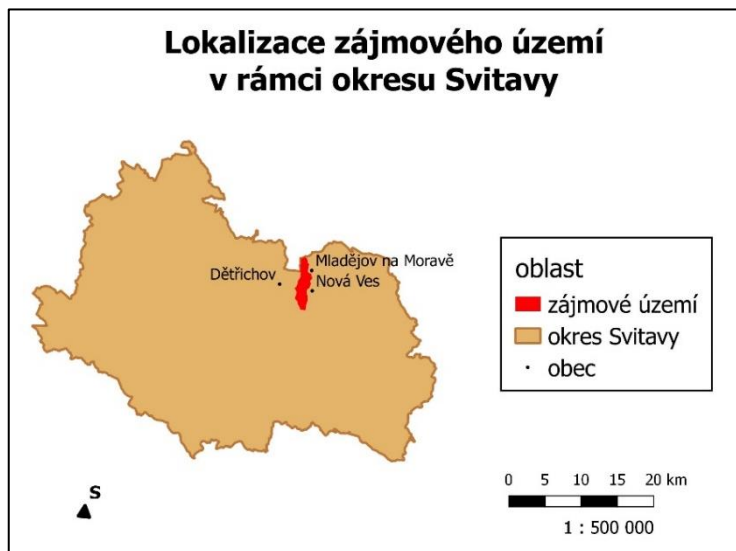 Lokalizace zájmového území
v rámci okresu Svitavy
Mladějov na Moravě
Dětřichov
Nová Ves
oblast
zájmové území
okres Svitavy
obec
S
0 5 10 15 20 km
1 : 500 000